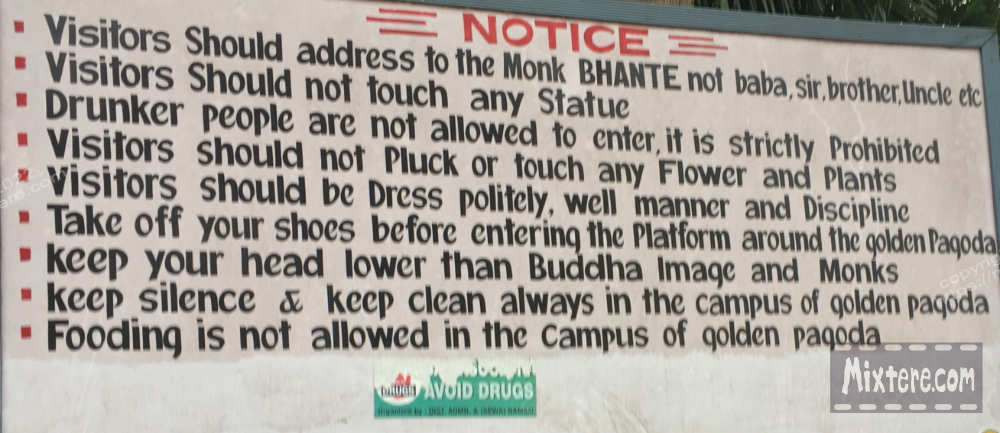 NOTICE
Visitors Should address to the Monk BHANTE not baba, sir, brother, Uncle etc
Visitors Should not touch any Statue
Drunker people are not allowed to enter, it is strictly Prohibited
Visitors should not Pluck or touch any Flower and Plants
Visitors should be Dress politely, well manner and Discipline
Take off your shoes before entering the Platform around the golden Pagoda
keep your head lower than Buddha Image and Monks
keep silence & keep clean always in the campus of golden pagoda
Fooding is not allowed in the Campus of golden pagoda
AVOID DRUGS
Mixtere.com